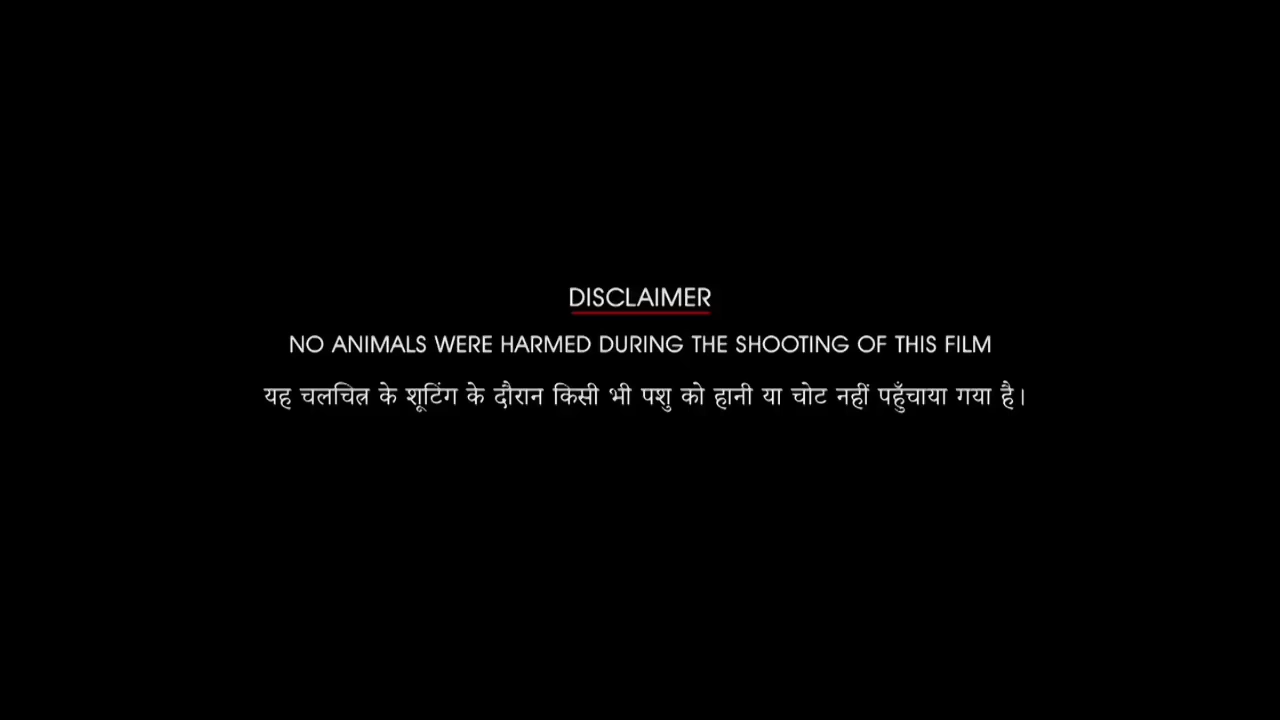 DISCLAIMER
NO ANIMALS WERE HARMED DURING THE SHOOTING OF THIS FILM
यह चलचित्र के शूटिंग के दौरान किसी भी पशु को हानी या चोट नहीं पहुँचाया गया है।